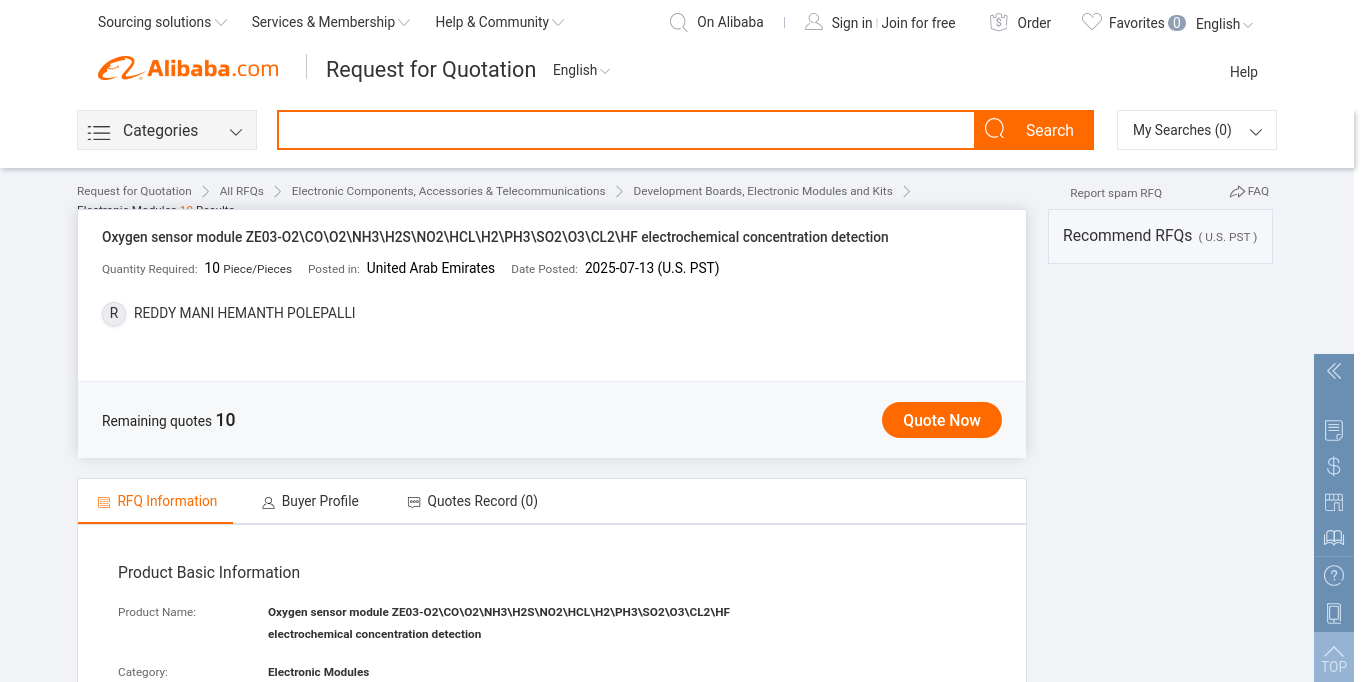 Sourcing solutions Services & Membership Help & Community On Alibaba Sign in Join for free Order Favorites 0 English
Alibaba.com Request for Quotation English Help
Categories Search My Searches (0)
Request for Quotation All RFQs Electronic Components, Accessories & Telecommunications Development Boards, Electronic Modules and Kits Report spam RFQ FAQ
Electronic Modules 10 Results
Oxygen sensor module ZE03-O2\CO\O2\NH3\H2S\NO2\HCL\H2\PH3\SO2\O3\CL2\HF electrochemical concentration detection
Recommend RFQs ( U.S. PST )
Quantity Required: 10 Piece/Pieces Posted in: United Arab Emirates Date Posted: 2025-07-13 (U.S. PST)
R REDDY MANI HEMANTH POLEPALLI
Remaining quotes 10 Quote Now
RFQ Information Buyer Profile Quotes Record (0)
Product Basic Information
Product Name: Oxygen sensor module ZE03-O2\CO\O2\NH3\H2S\NO2\HCL\H2\PH3\SO2\O3\CL2\HF
electrochemical concentration detection
Category: Electronic Modules
TOP